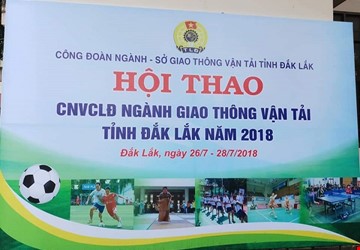 CÔNG ĐOÀN NGÀNH - SỞ GIAO THÔNG VẬN TẢI TỈNH ĐẮK LẮK
HỘI THAO
CNVCLĐ NGÀNH GIAO THÔNG VẬN TẢI
TỈNH ĐẮK LẮK NĂM 2018
Đắk Lắk, ngày 26/7 - 28/7/2018